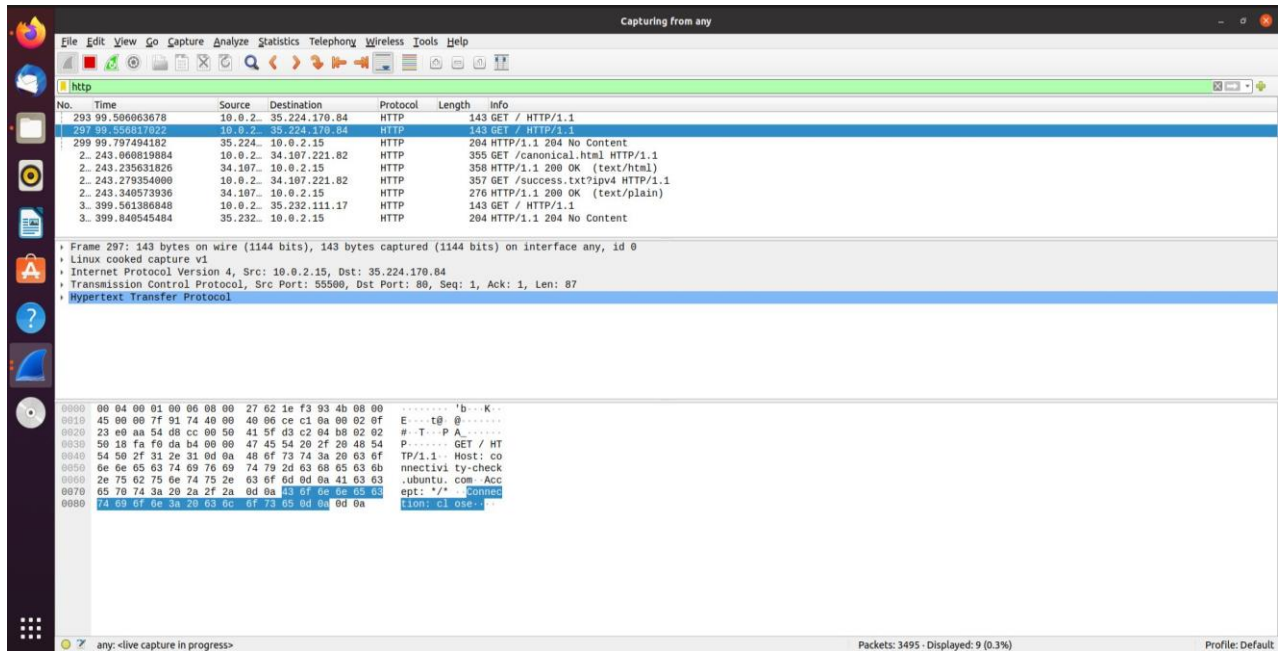 Capturing from any
File Edit View Go Capture Analyze Statistics Telephony Wireless Tools Help
http
No. Time Source Destination Protocol Length Info
293 99.506063678 10.0.2… 35.224.170.84 HTTP 143 GET / HTTP/1.1
297 99.556817022 10.0.2… 35.224.170.84 HTTP 143 GET / HTTP/1.1
299 99.797494182 35.224… 10.0.2.15 HTTP 204 HTTP/1.1 204 No Content
2… 243.060819884 10.0.2… 34.107.221.82 HTTP 355 GET /canonical.html HTTP/1.1
2… 243.235631826 34.107… 10.0.2.15 HTTP 358 HTTP/1.1 200 OK (text/html)
2… 243.279354000 10.0.2… 34.107.221.82 HTTP 357 GET /success.txt?ipv4 HTTP/1.1
2… 243.340573936 34.107… 10.0.2.15 HTTP 276 HTTP/1.1 200 OK (text/plain)
3… 399.561386848 10.0.2… 35.232.111.17 HTTP 143 GET / HTTP/1.1
3… 399.840545484 35.232… 10.0.2.15 HTTP 204 HTTP/1.1 204 No Content
Frame 297: 143 bytes on wire (1144 bits), 143 bytes captured (1144 bits) on interface any, id 0
Linux cooked capture v1
Internet Protocol Version 4, Src: 10.0.2.15, Dst: 35.224.170.84
Transmission Control Protocol, Src Port: 55500, Dst Port: 80, Seq: 1, Ack: 1, Len: 87
Hypertext Transfer Protocol
0000 00 04 00 01 00 06 08 00 27 62 1e f3 93 4b 08 00 ········ 'b···K··
0010 45 00 00 7f 91 74 40 00 40 06 ce c1 0a 00 02 0f E····t@· @·······
0020 23 e0 aa 54 d8 cc 00 50 41 5f d3 c2 04 b8 02 02 #··T···P A_······
0030 50 18 fa f0 da b4 00 00 47 45 54 20 2f 20 48 54 P······· GET / HT
0040 54 50 2f 31 2e 31 0d 0a 48 6f 73 74 3a 20 63 6f TP/1.1·· Host: co
0050 6e 6e 65 63 74 69 76 69 74 79 2d 63 68 65 63 6b nnectivi ty-check
0060 2e 75 62 75 6e 74 75 2e 63 6f 6d 0d 0a 41 63 63 .ubuntu. com··Acc
0070 65 70 74 3a 20 2a 2f 2a 0d 0a 43 6f 6e 6e 65 63 ept: */* ··Connec
0080 74 69 6f 6e 3a 20 63 6c 6f 73 65 0d 0a 0d 0a tion: cl ose····
any: <live capture in progress>
Packets: 3495 · Displayed: 9 (0.3%)
Profile: Default